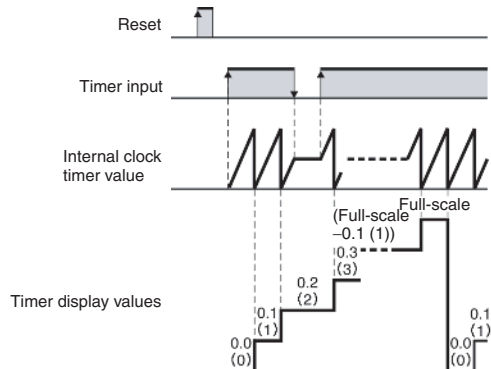 Reset
Timer input
Internal clock
timer value
Full-scale
(Full-scale
−0.1 (1))
0.3
(3)
0.2
(2)
Timer display values
0.1
(1)
0.1
(1)
0.0
(0)
0.0
(0)